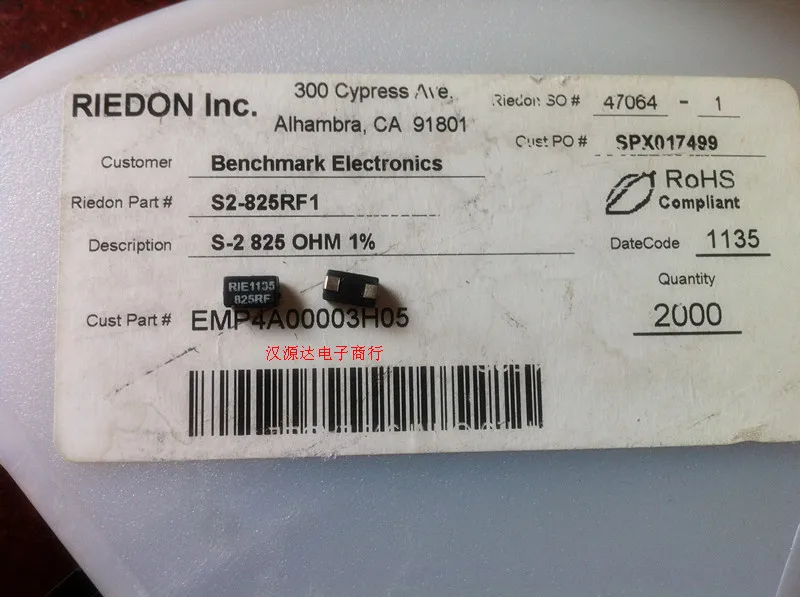 RIEDON Inc.
300 Cypress Ave.
Alhambra, CA 91801
Riedon SO # 47064 - 1
Cust PO # SPX017499
Customer Benchmark Electronics
Riedon Part # S2-825RF1
RoHS
Compliant
Description S-2 825 OHM 1%
DateCode 1135
RIE1135
825RF
Quantity
2000
Cust Part # EMP4A00003H05
汉源达电子商行